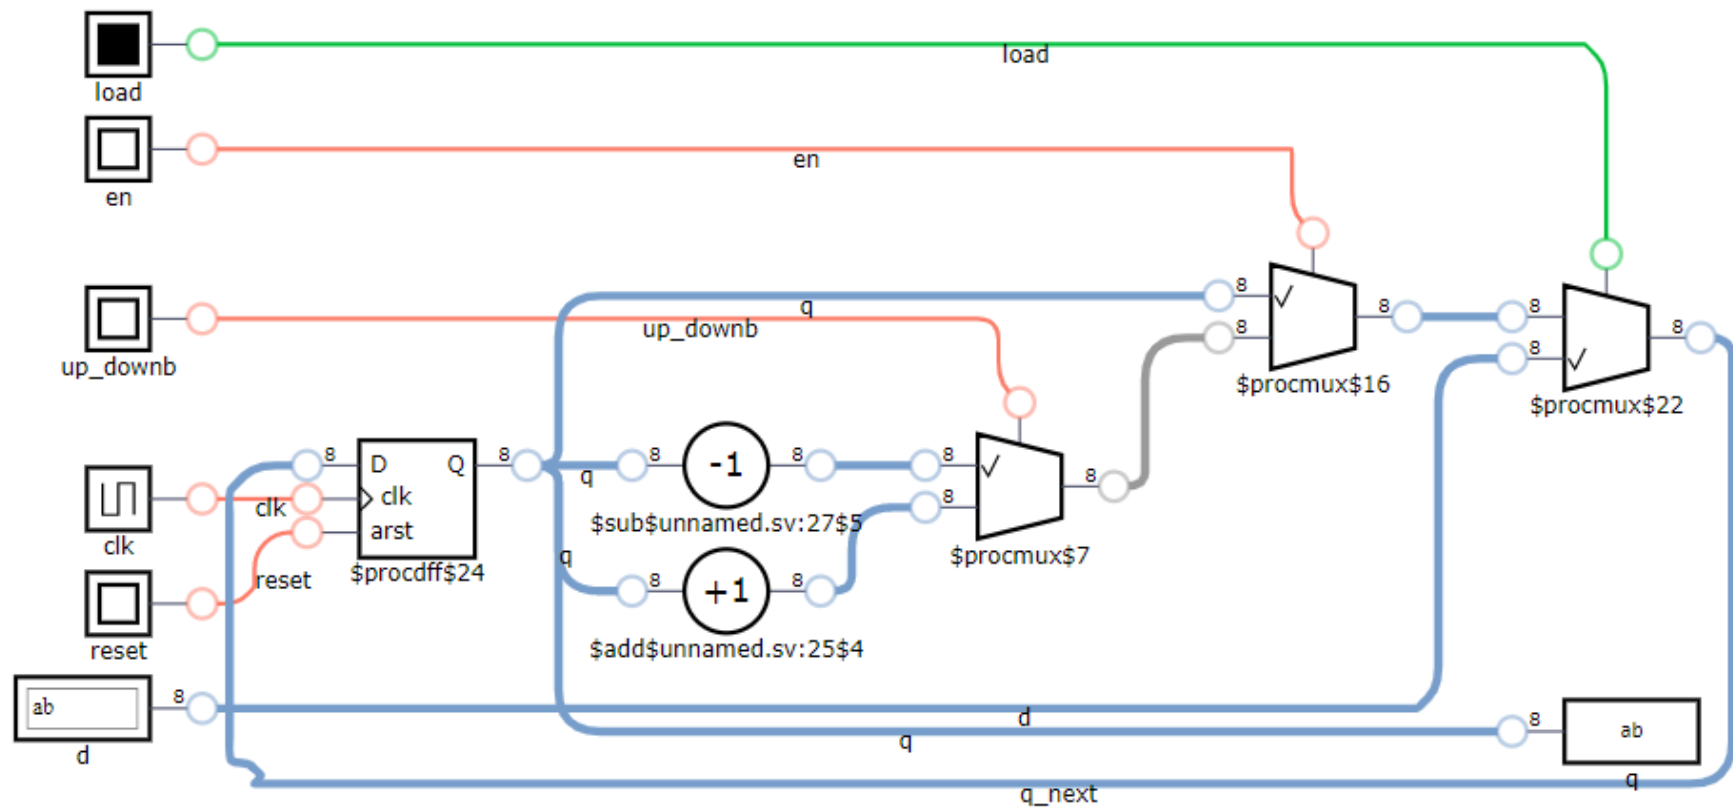 load
load
en
en
8
q
8
8
8
8
8
up_downb
up_downb
$procmux$16
$procmux$22
8
D
Q
8
q
8
-1
8
8
8
8
clk
clk
clk
arst
$procdff$24
$sub$unnamed.sv:27$5
$procmux$7
reset
reset
q
8
+1
8
$add$unnamed.sv:25$4
ab
8
d
d
q
8
ab
q
q_next